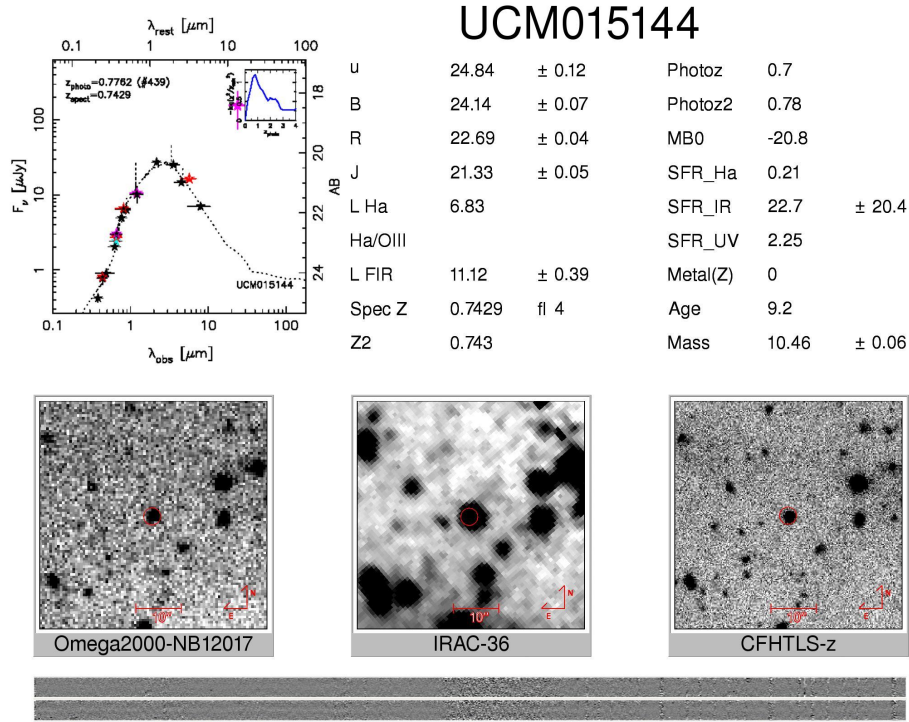 UCM015144
λrest [μm]
0.1 1 10 100
zphoto=0.7762 (#439)
zspect=0.7429
0 1 2 3 4
Fν [μJy]
100
10
1
18
20
22
24
AB
UCM015144
0.1 1 10 100
λobs [μm]
u 24.84 ± 0.12 Photoz 0.7
B 24.14 ± 0.07 Photoz2 0.78
R 22.69 ± 0.04 MB0 -20.8
J 21.33 ± 0.05 SFR_Ha 0.21
L Ha 6.83 SFR_IR 22.7 ± 20.4
Ha/OIII SFR_UV 2.25
L FIR 11.12 ± 0.39 Metal(Z) 0
Spec Z 0.7429 fl 4 Age 9.2
Z2 0.743 Mass 10.46 ± 0.06
10" N E
10" N E
10" N E
Omega2000-NB12017 IRAC-36 CFHTLS-z